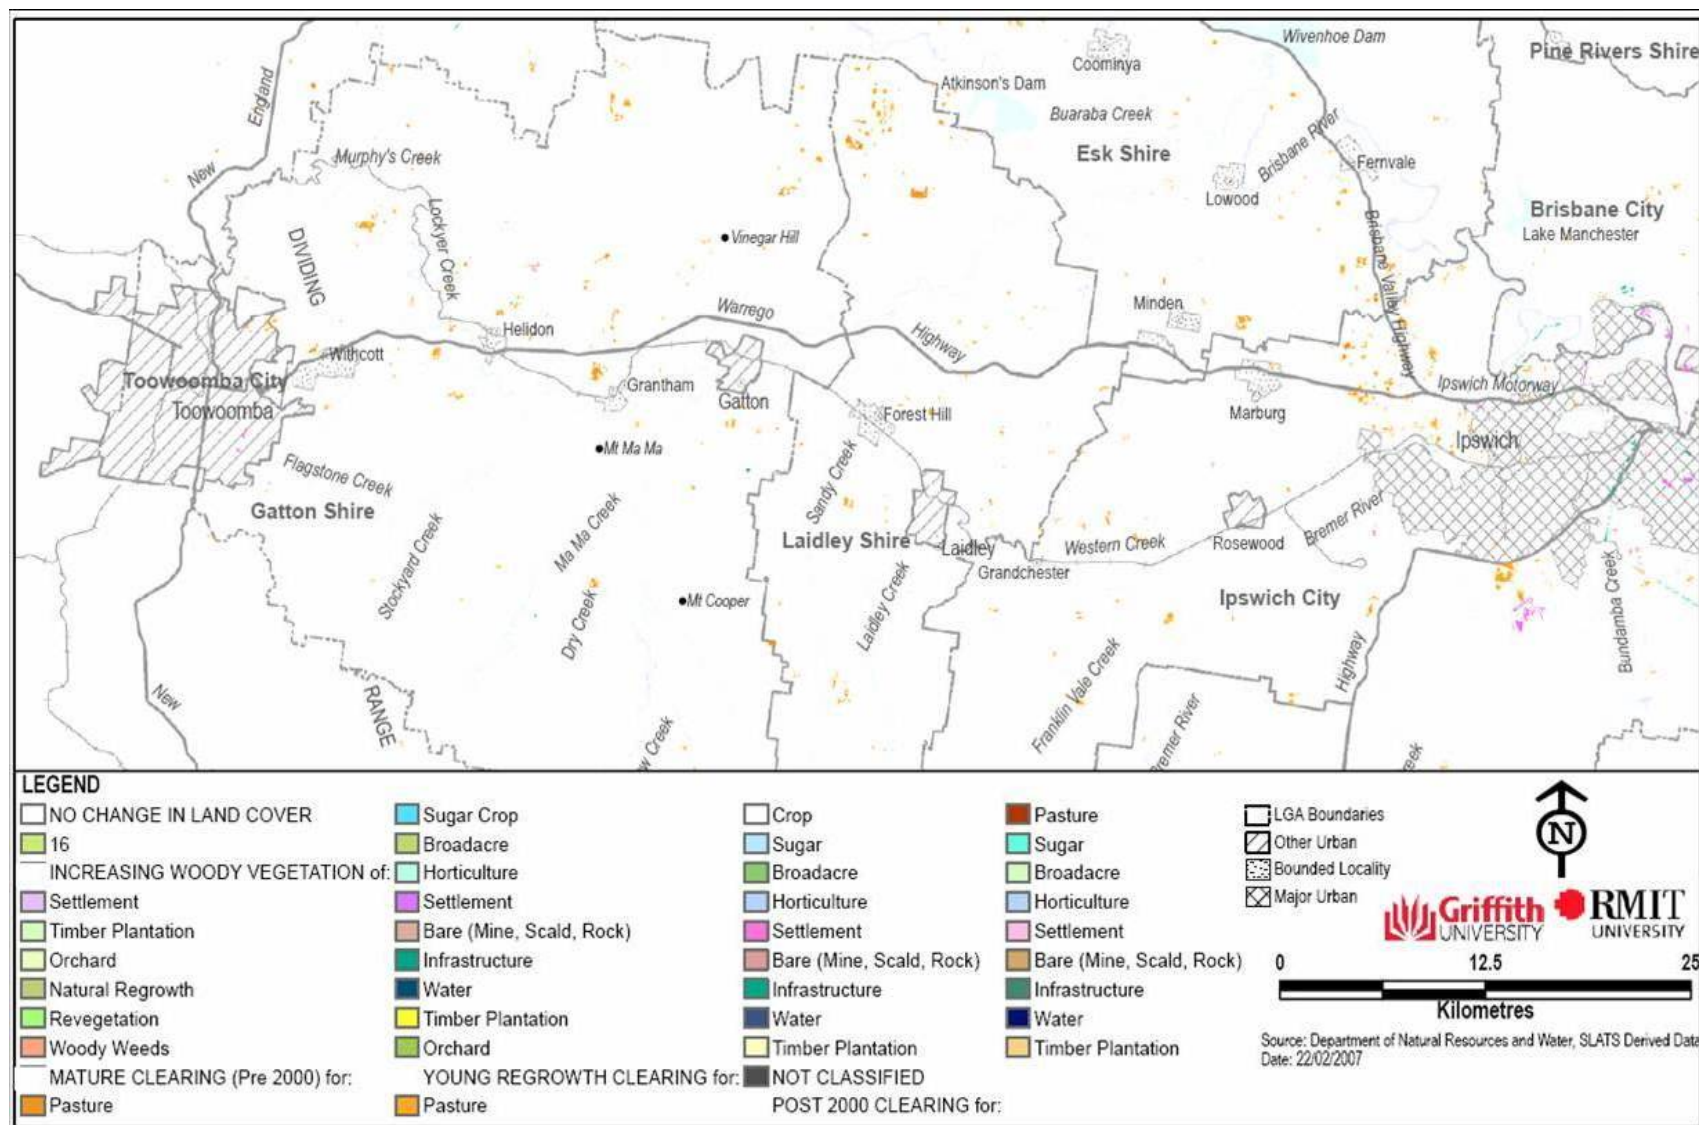 Wivenhoe Dam
Pine Rivers Shire
Coominya
England
Atkinson's Dam
Buaraba Creek
Brisbane River
Murphy's Creek
Esk Shire
New
Fernvale
Lowood
Brisbane City
Lake Manchester
Lockyer Creek
Vinegar Hill
DIVIDING
Brisbane Valley Highway
Minden
Warrego
Highway
Helidon
Withcott
Toowoomba City
Toowoomba
Grantham
Gatton
Forest Hill
Marburg
Ipswich Motorway
Ipswich
Mt Ma Ma
Flagstone Creek
Gatton Shire
Sandy Creek
Stockyard Creek
Ma Ma Creek
Laidley Shire
Laidley
Western Creek
Rosewood
Bremer River
Grandchester
Mt Cooper
Dry Creek
Laidley Creek
Ipswich City
Bundamba Creek
New
RANGE
w Creek
Franklin Vale Creek
Bremer River
Highway
reek
LEGEND
NO CHANGE IN LAND COVER
16
INCREASING WOODY VEGETATION of:
Settlement
Timber Plantation
Orchard
Natural Regrowth
Revegetation
Woody Weeds
MATURE CLEARING (Pre 2000) for:
Pasture
Sugar Crop
Broadacre
Horticulture
Settlement
Bare (Mine, Scald, Rock)
Infrastructure
Water
Timber Plantation
Orchard
YOUNG REGROWTH CLEARING for:
Pasture
Crop
Sugar
Broadacre
Horticulture
Settlement
Bare (Mine, Scald, Rock)
Infrastructure
Water
Timber Plantation
NOT CLASSIFIED
POST 2000 CLEARING for:
Pasture
Sugar
Broadacre
Horticulture
Settlement
Bare (Mine, Scald, Rock)
Infrastructure
Water
Timber Plantation
LGA Boundaries
Other Urban
Bounded Locality
Major Urban
N
Griffith
UNIVERSITY
RMIT
UNIVERSITY
0 12.5 25
Kilometres
Source: Department of Natural Resources and Water, SLATS Derived Data
Date: 22/02/2007